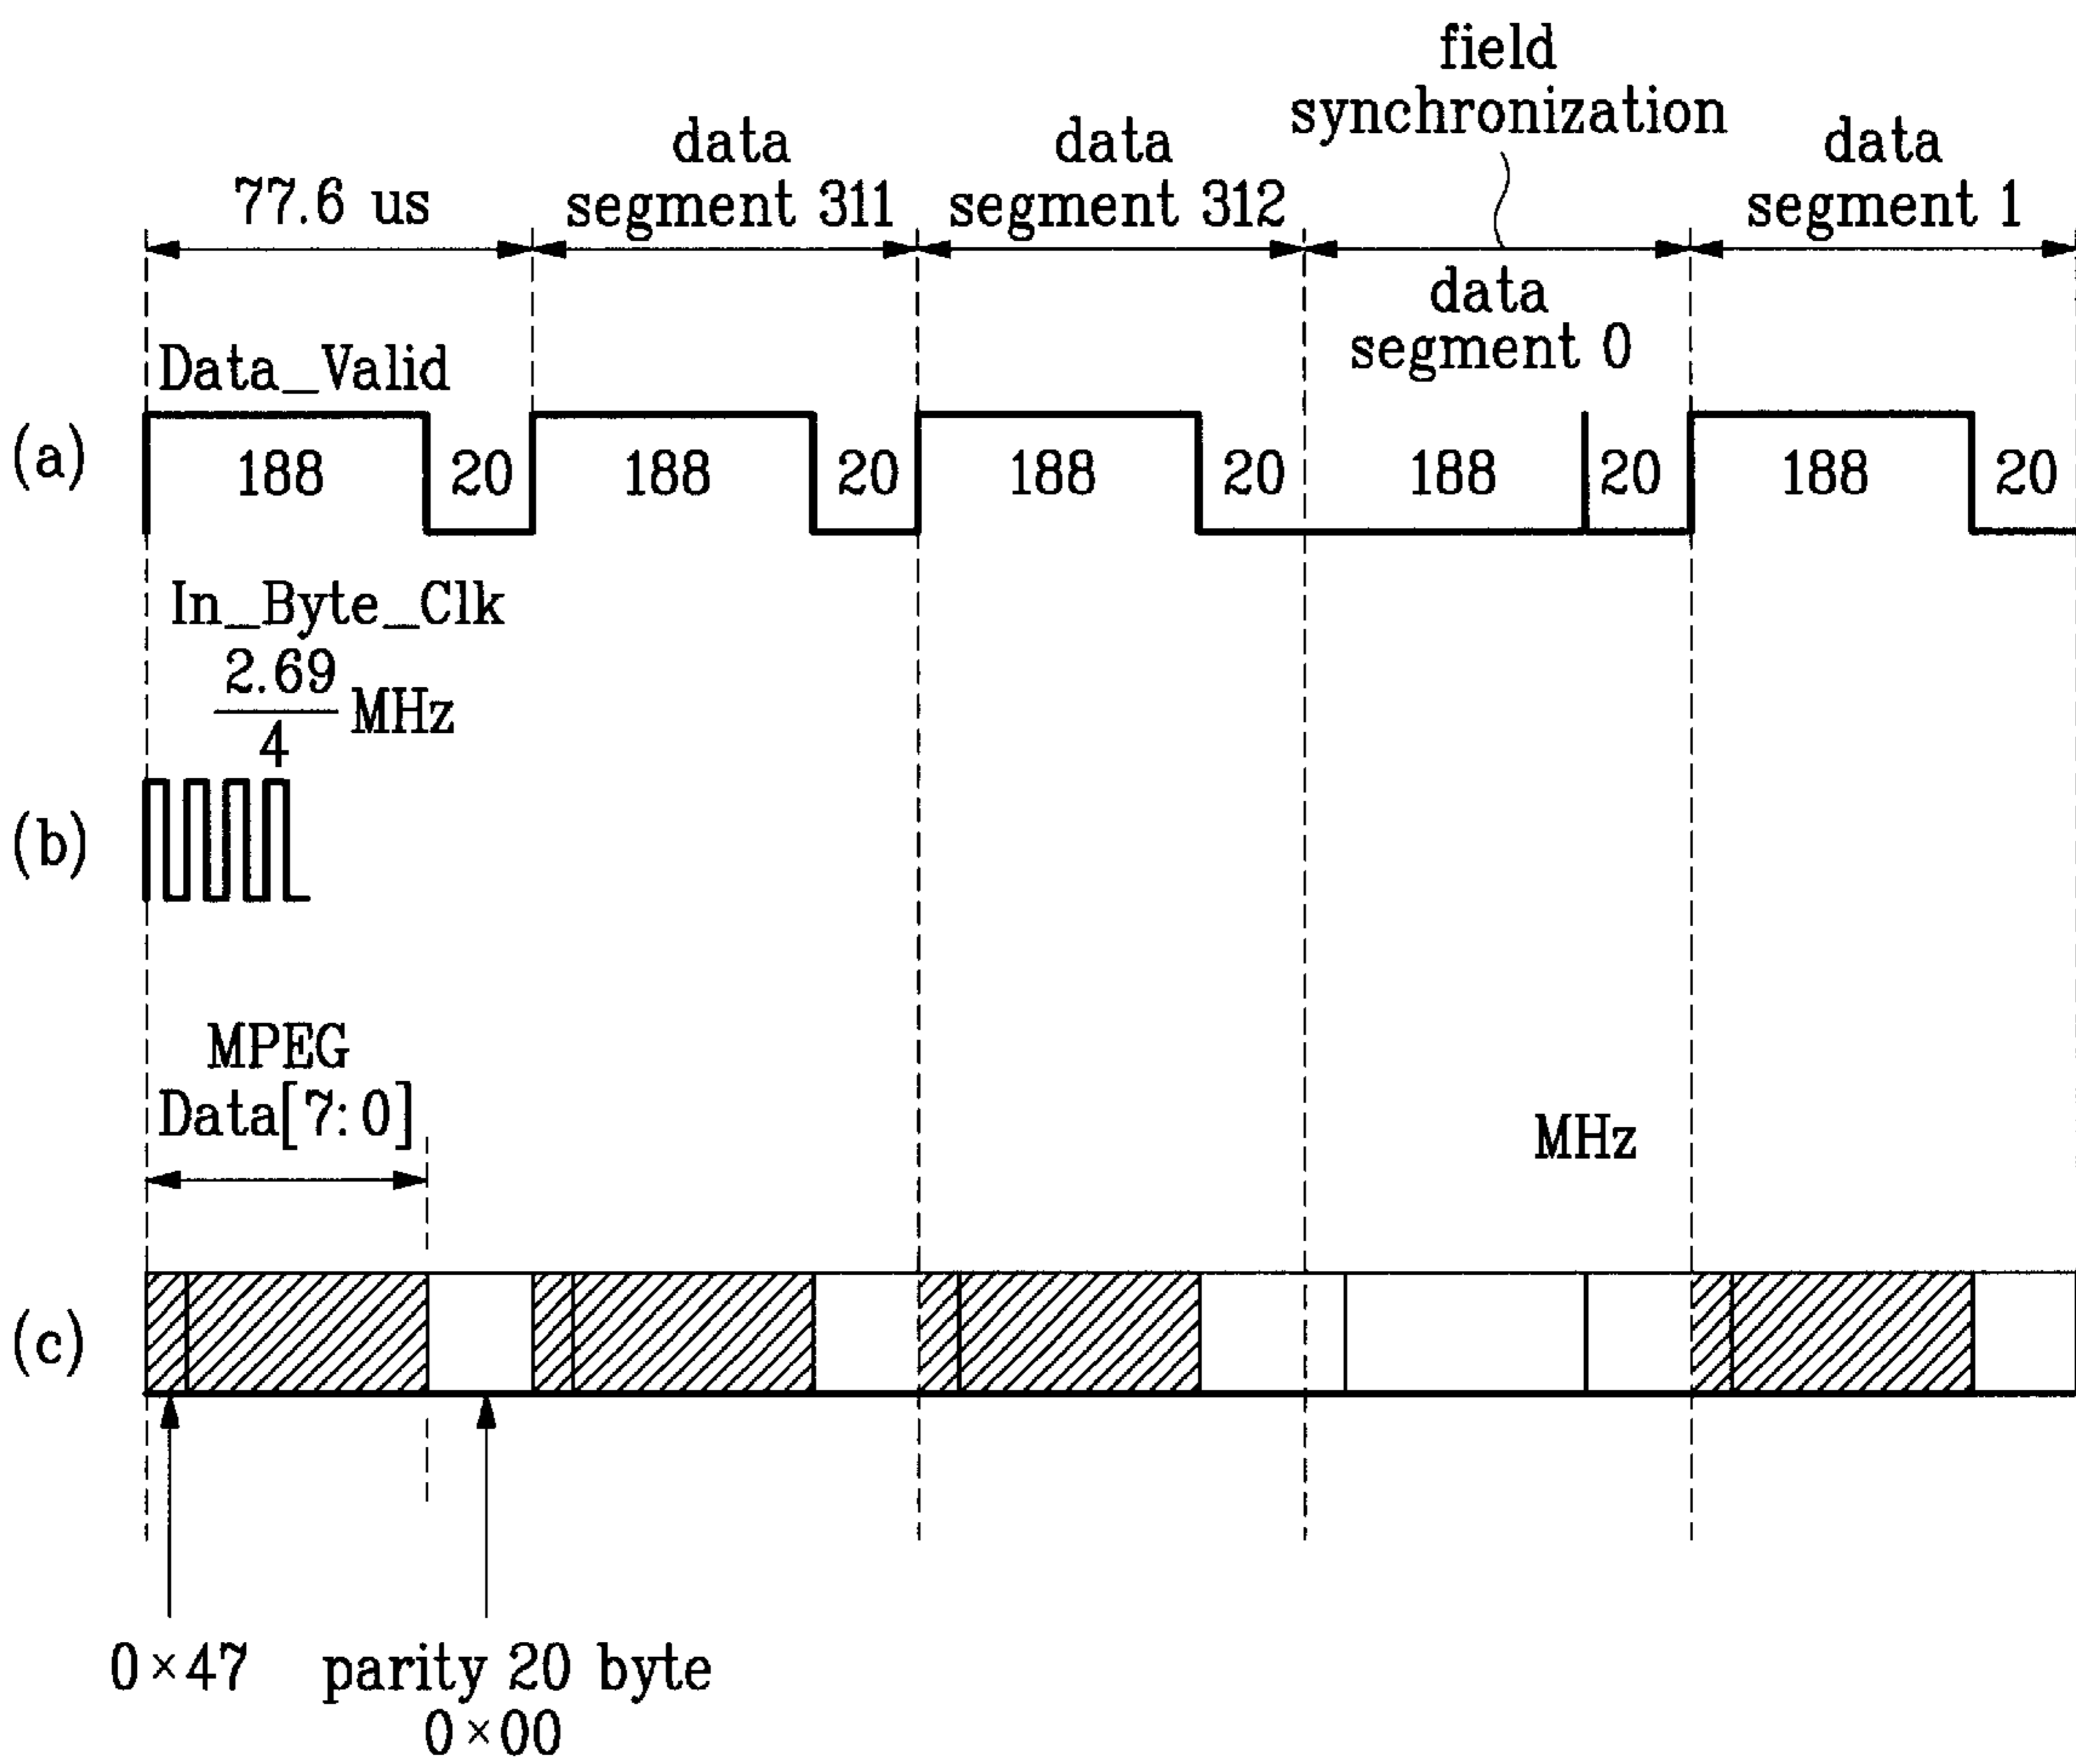 field
synchronization
data
segment 311
data
segment 312
data
segment 1
77.6 us
data
segment 0
Data_Valid
(a)
188 20 188 20 188 20 188 20 188 20
In_Byte_Clk
2.69
4
MHz
(b)
MPEG
Data[7:0]
MHz
(c)
0×47
parity 20 byte
0×00